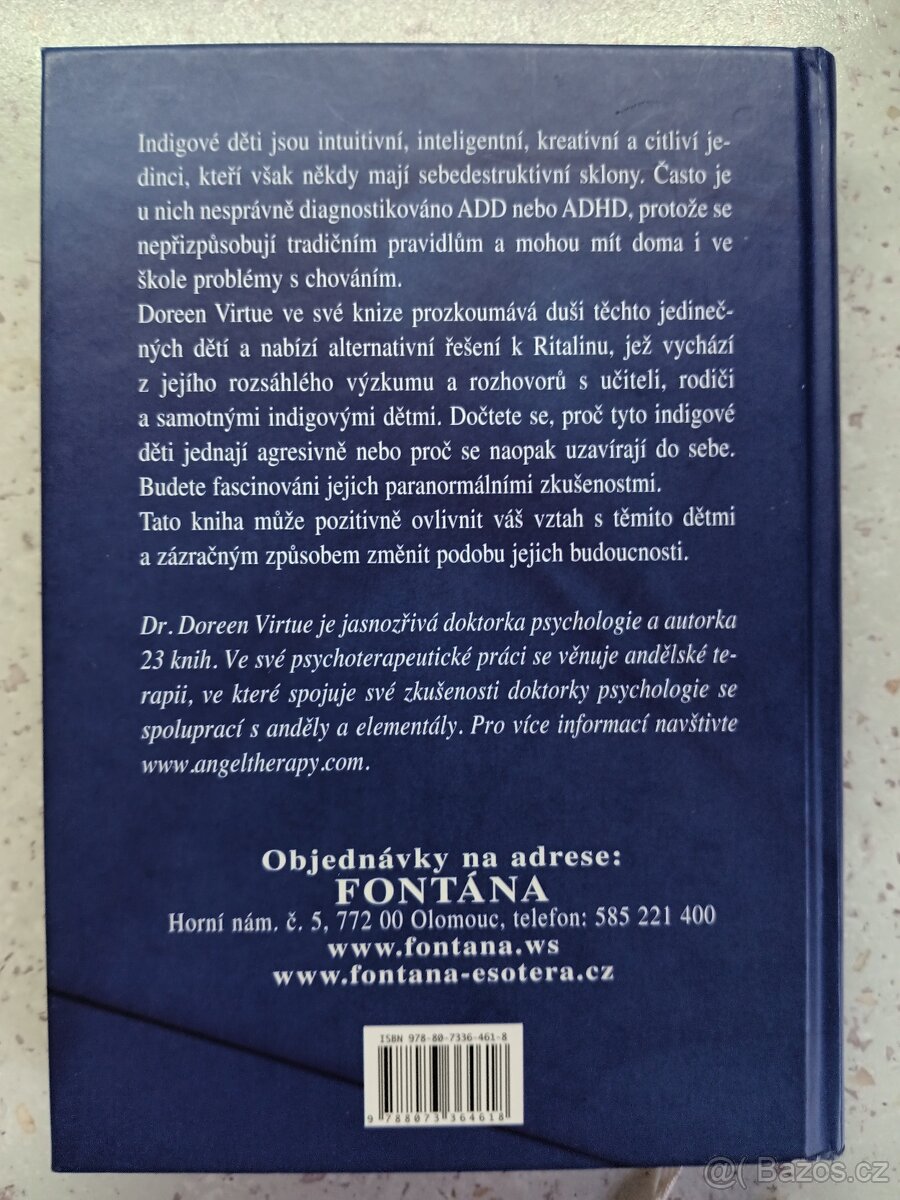 Indigové děti jsou intuitivní, inteligentní, kreativní a citliví je-
dinci, kteří však někdy mají sebedestruktivní sklony. Často je
u nich nesprávně diagnostikováno ADD nebo ADHD, protože se
nepřizpůsobují tradičním pravidlům a mohou mít doma i ve
škole problémy s chováním.
Doreen Virtue ve své knize prozkoumává duši těchto jedineč-
ných dětí a nabízí alternativní řešení k Ritalinu, jež vychází
z jejího rozsáhlého výzkumu a rozhovorů s učiteli, rodiči
a samotnými indigovými dětmi. Dočtete se, proč tyto indigové
děti jednají agresivně nebo proč se naopak uzavírají do sebe.
Budete fascinováni jejich paranormálními zkušenostmi.
Tato kniha může pozitivně ovlivnit váš vztah s těmito dětmi
a zázračným způsobem změnit podobu jejich budoucnosti.
Dr. Doreen Virtue je jasnozřivá doktorka psychologie a autorka
23 knih. Ve své psychoterapeutické práci se věnuje andělské te-
rapii, ve které spojuje své zkušenosti doktorky psychologie se
spoluprací s anděly a elementály. Pro více informací navštivte
www.angeltherapy.com.
Objednávky na adrese:
FONTÁNA
Horní nám. č. 5, 772 00 Olomouc, telefon: 585 221 400
www.fontana.ws
www.fontana-esotera.cz
ISBN 978-80-7336-461-8
9 788073 364618
@( Bazos.cz